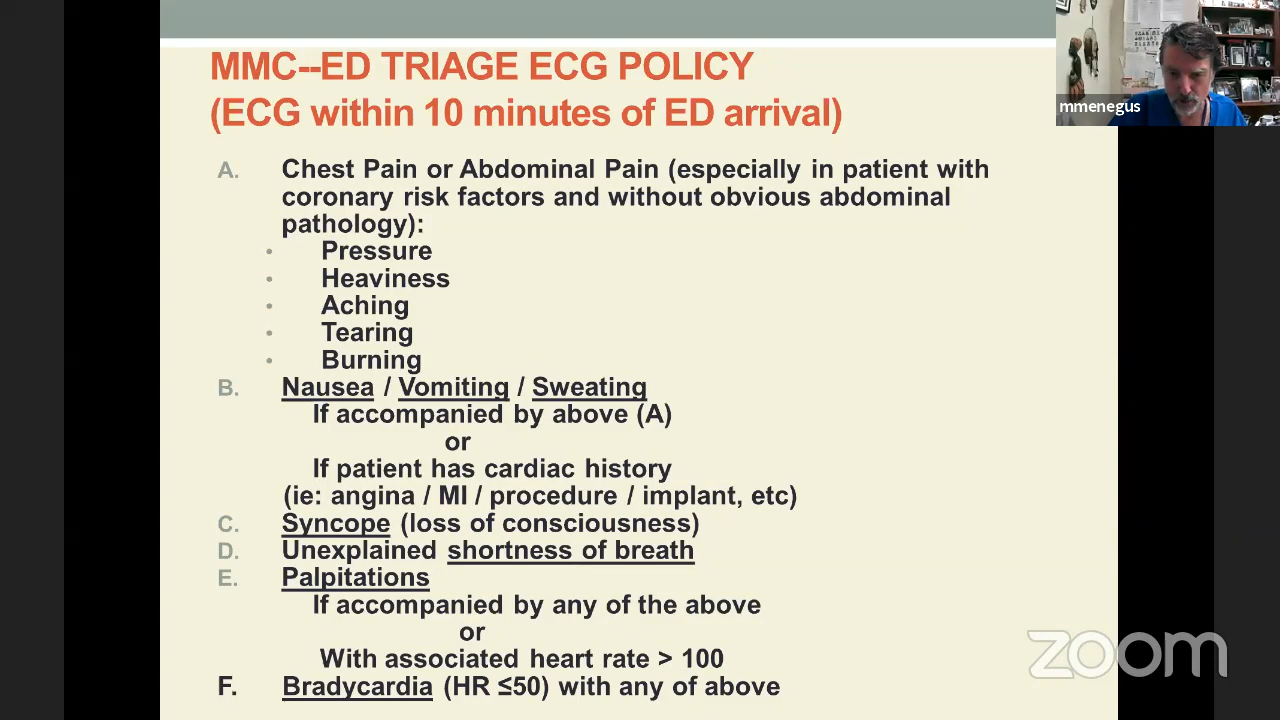 MMC--ED TRIAGE ECG POLICY
(ECG within 10 minutes of ED arrival)
mmenegus
A. Chest Pain or Abdominal Pain (especially in patient with
coronary risk factors and without obvious abdominal
pathology):
• Pressure
• Heaviness
• Aching
• Tearing
• Burning
B. Nausea / Vomiting / Sweating
If accompanied by above (A)
or
If patient has cardiac history
(ie: angina / MI / procedure / implant, etc)
C. Syncope (loss of consciousness)
D. Unexplained shortness of breath
E. Palpitations
If accompanied by any of the above
or
With associated heart rate > 100
F. Bradycardia (HR ≤50) with any of above
zoom